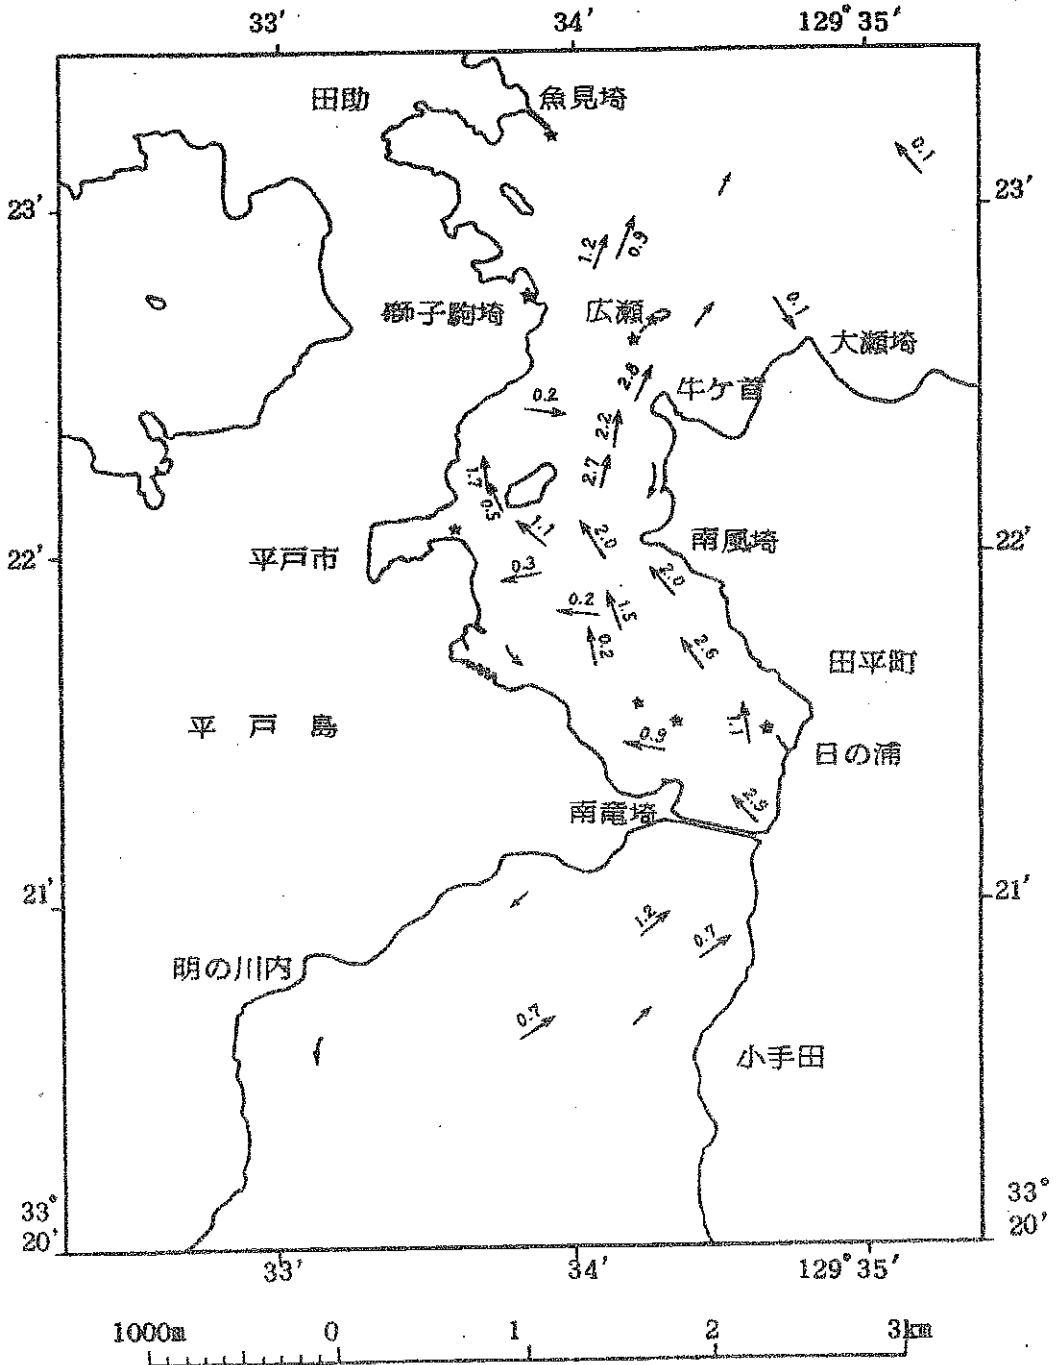 33′ 34′ 129°35′
田助 魚見埼
0.1
23′ 23′
1.2 0.9
獅子駒埼 広瀬 0.1
大瀬埼
2.8 牛ケ首
0.2
2.2
1.7 2.7
0.5
1.1 2.0 南風埼
22′ 平戸市 22′
0.3 2.0
0.2 1.5
0.2 2.6 田平町
平戸島 1.1
0.9 日の浦
南竜埼 2.9
21′ 21′
1.2 0.7
明の川内
0.7
小手田
33° 20′ 33° 20′
33′ 34′ 129°35′
1000m 0 1 2 3km